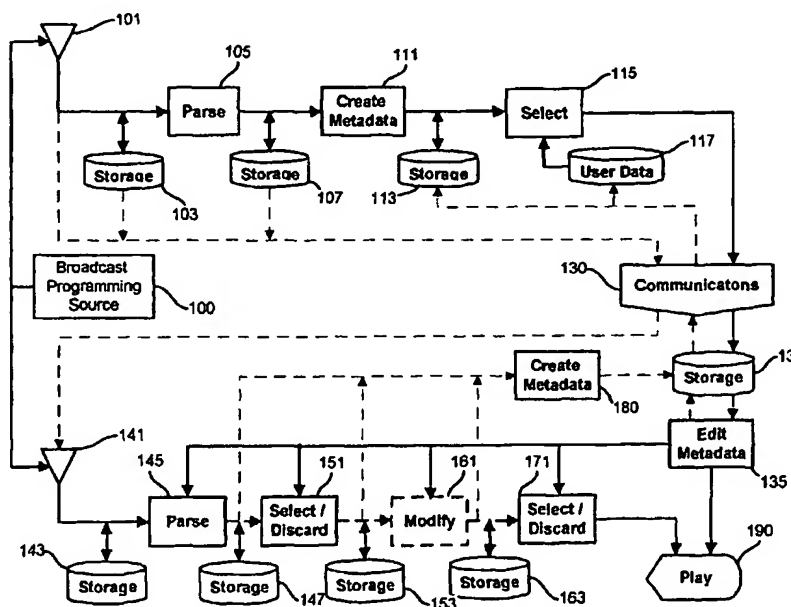 101
105
111
115
Parse
Create
Metadata
Select
117
Storage
Storage
Storage
User Data
103
107
113
Broadcast
Programming
Source
100
130
Communicatons
13
Create
Metadata
180
Storage
141
145
151
161
171
Edit
Metadata
135
Parse
Select /
Discard
Modify
Select /
Discard
190
143
Storage
Storage
147
Storage
153
Storage
163
Play